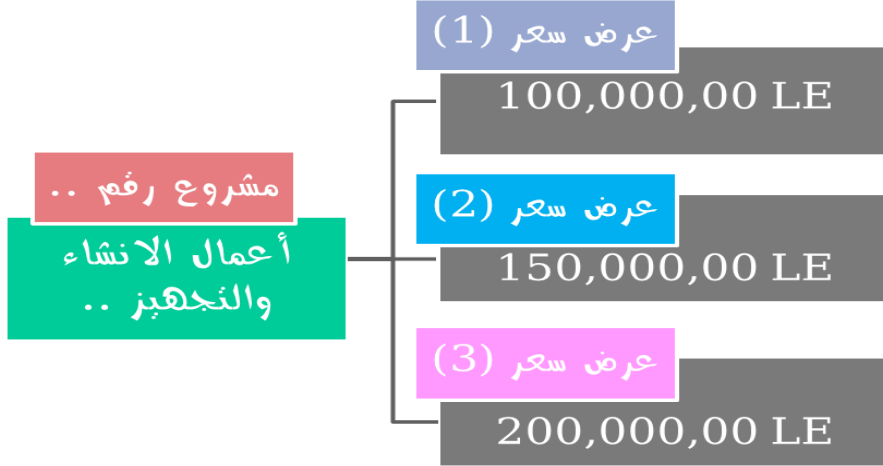 مشروع رقم ..
أعمال الانشاء
والتجهيز ..
عرض سعر (1)
100,000,00 LE
عرض سعر (2)
150,000,00 LE
عرض سعر (3)
200,000,00 LE